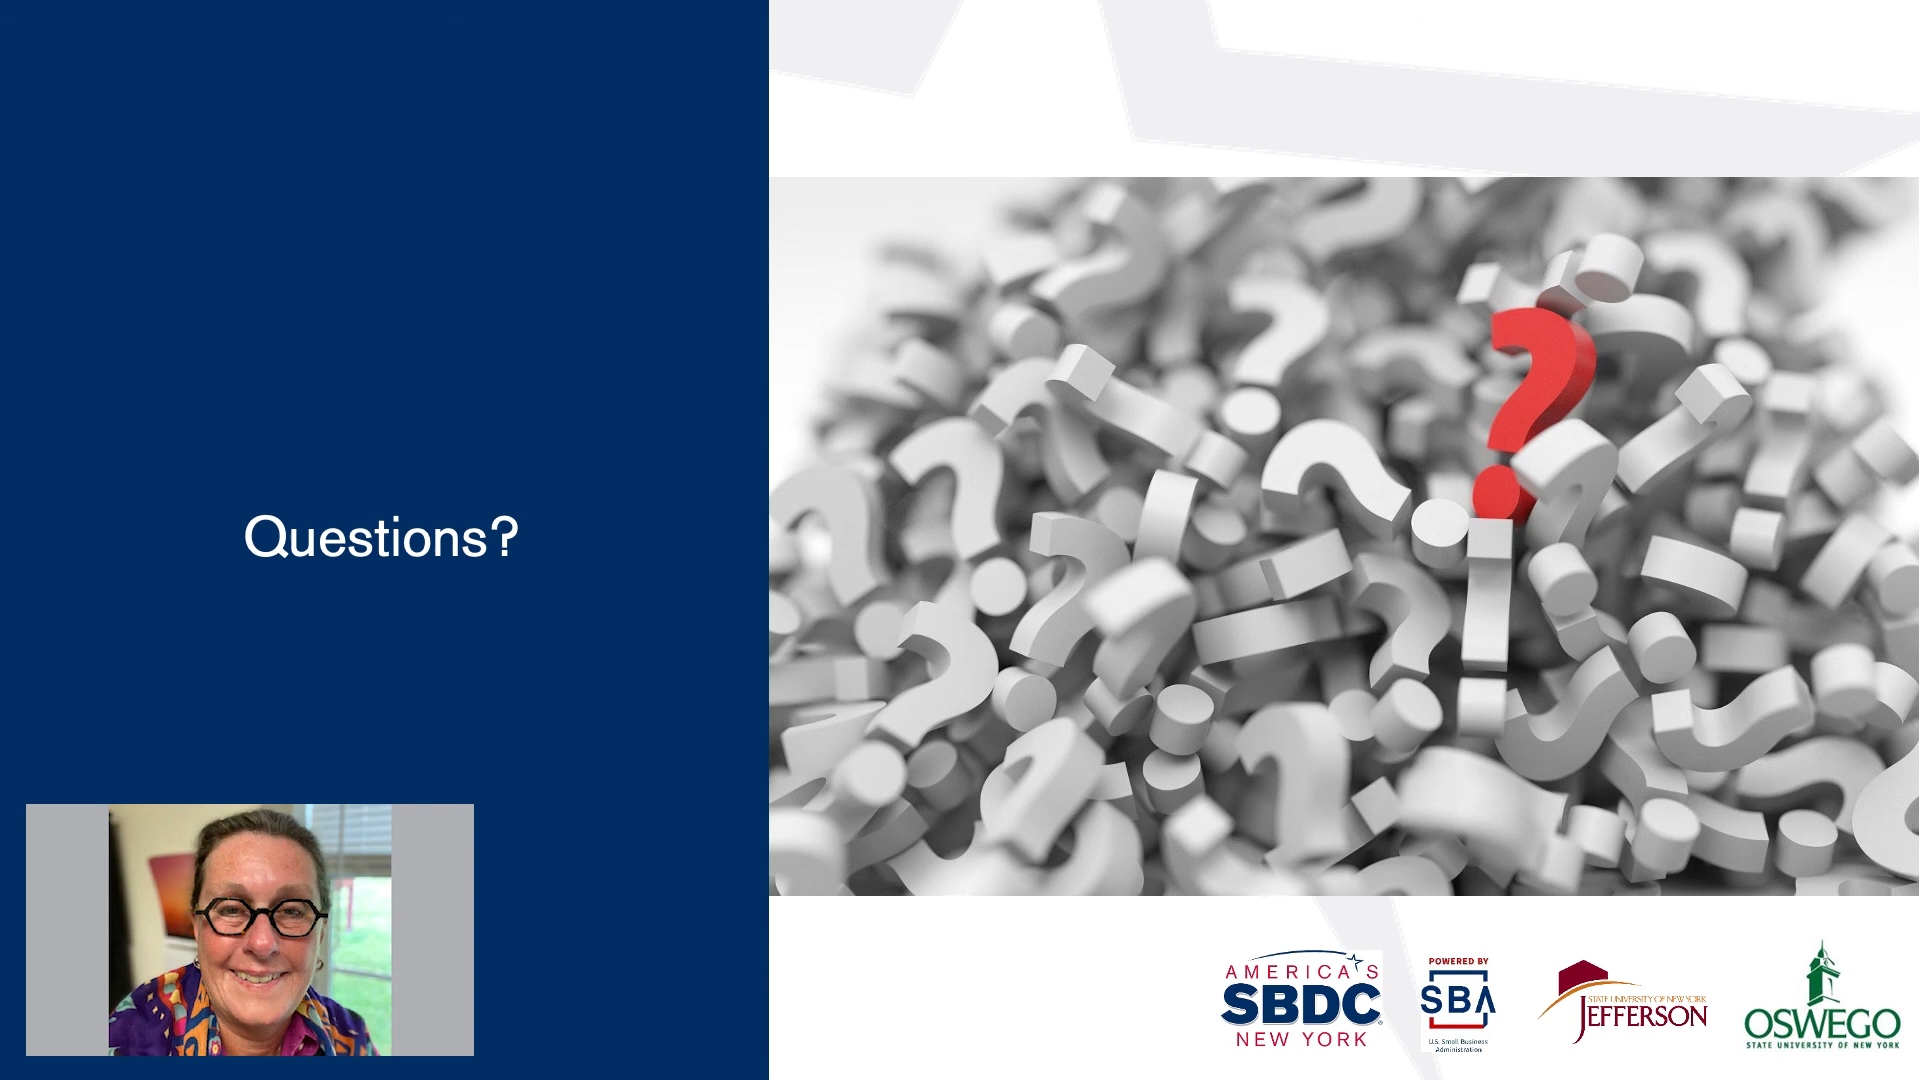 Questions?
AMERICA'S
SBDC
NEW YORK
POWERED BY
SBA
U.S. Small Business
Administration
STATE UNIVERSITY OF NEW YORK
JEFFERSON
OSWEGO
STATE UNIVERSITY OF NEW YORK